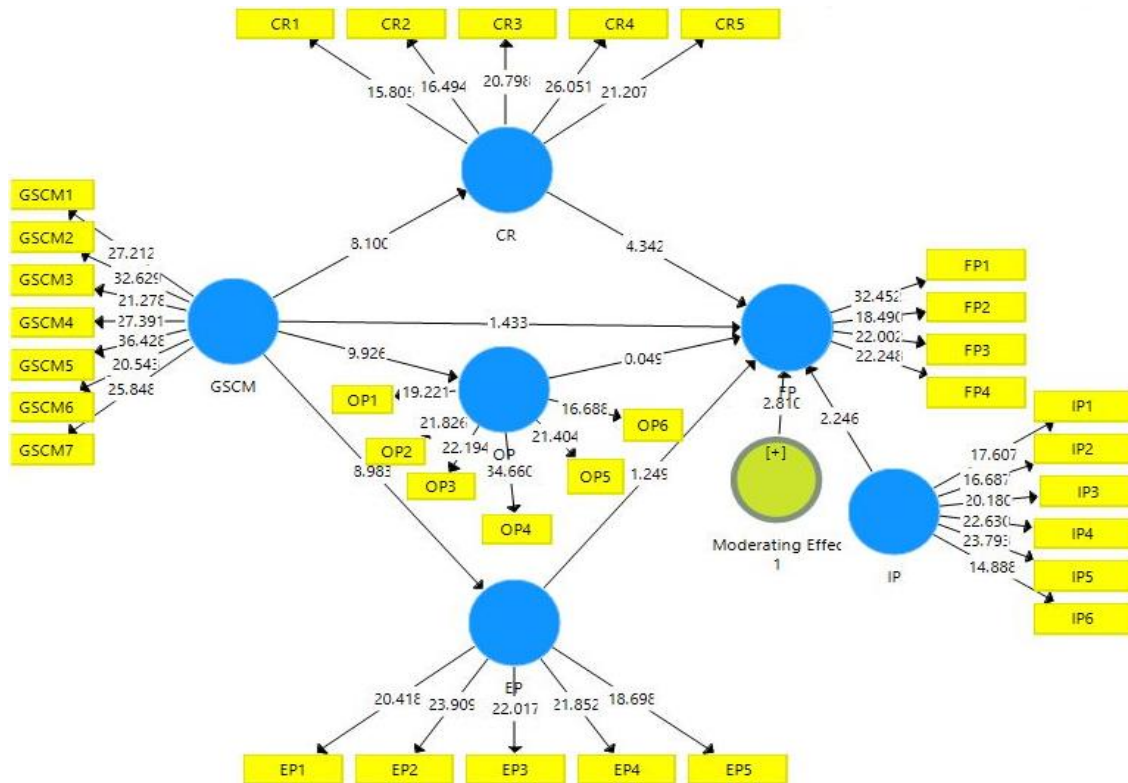 CR1
CR2
CR3
CR4
CR5
15.805
16.494
20.798
26.051
21.207
CR
GSCM1
GSCM2
GSCM3
GSCM4
GSCM5
GSCM6
GSCM7
27.212
32.629
21.278
27.391
36.428
20.543
25.848
GSCM
8.100
4.342
1.433
9.926
0.049
8.983
1.249
OP1
OP2
OP3
OP4
OP5
OP6
19.221
21.826
22.194
34.660
21.404
16.688
OP
FP1
FP2
FP3
FP4
32.452
18.490
22.002
22.248
FP
2.810
2.246
[+]
Moderating Effec
1
IP1
IP2
IP3
IP4
IP5
IP6
17.607
16.687
20.180
22.630
23.793
14.888
IP
EP
20.418
23.909
22.017
21.852
18.698
EP1
EP2
EP3
EP4
EP5